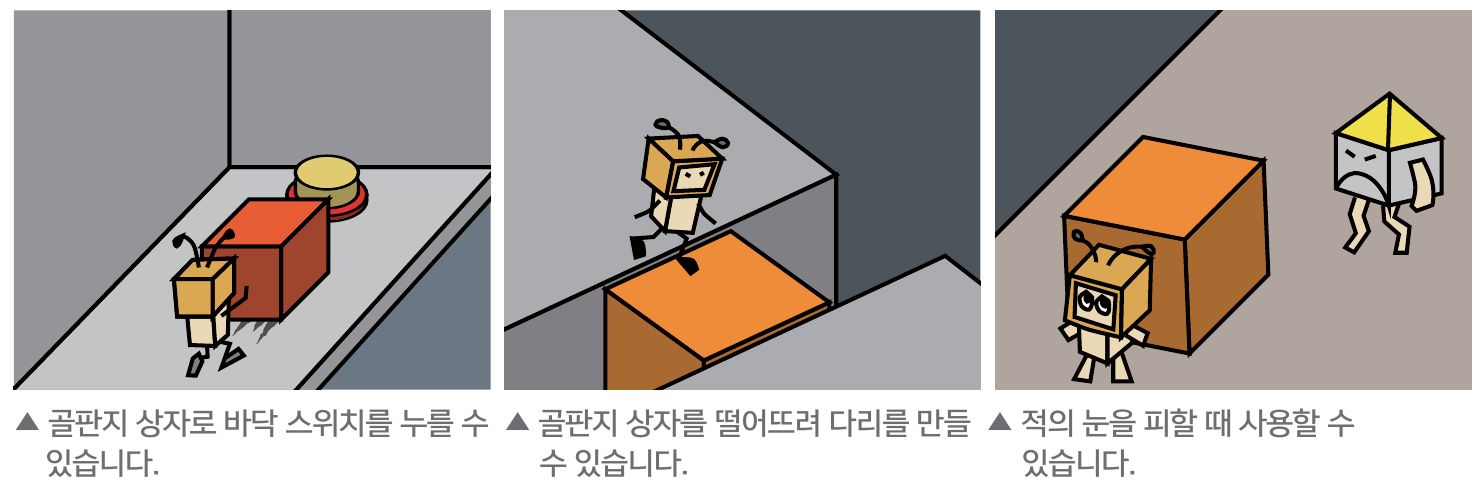 ▲ 골판지 상자로 바닥 스위치를 누를 수
있습니다.
▲ 골판지 상자를 떨어뜨려 다리를 만들
수 있습니다.
▲ 적의 눈을 피할 때 사용할 수
있습니다.